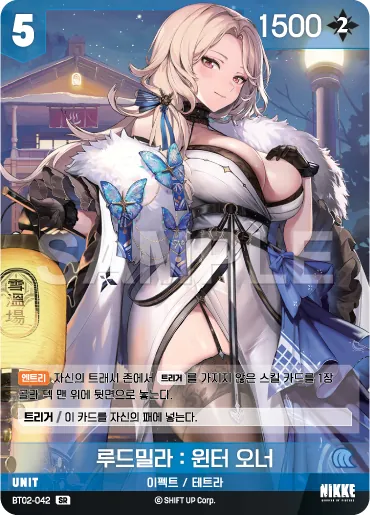 5
1500
2
雪温場
SAMPLE
엔트리 자신의 트래시 존에서 트리거 를 가지지 않은 스킬 카드를 1장
골라 덱 맨 위에 뒷면으로 놓는다.
트리거 / 이 카드를 자신의 패에 넣는다.
루드밀라 : 윈터 오너
UNIT
이펙트 / 테트라
NIKKE
BT02-042 SR
© SHIFT UP Corp.